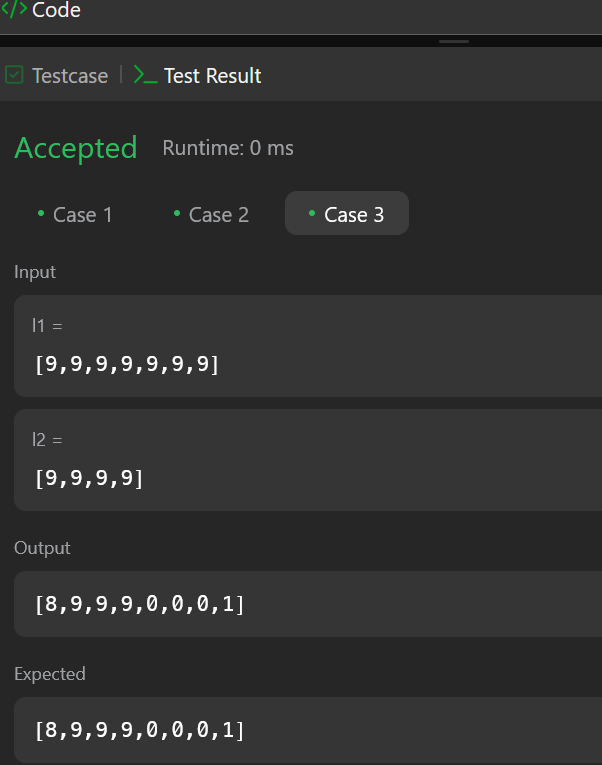 </> Code
Testcase | >_ Test Result
Accepted Runtime: 0 ms
• Case 1 • Case 2 • Case 3
Input
l1 =
[9,9,9,9,9,9,9]
l2 =
[9,9,9,9]
Output
[8,9,9,9,0,0,0,1]
Expected
[8,9,9,9,0,0,0,1]